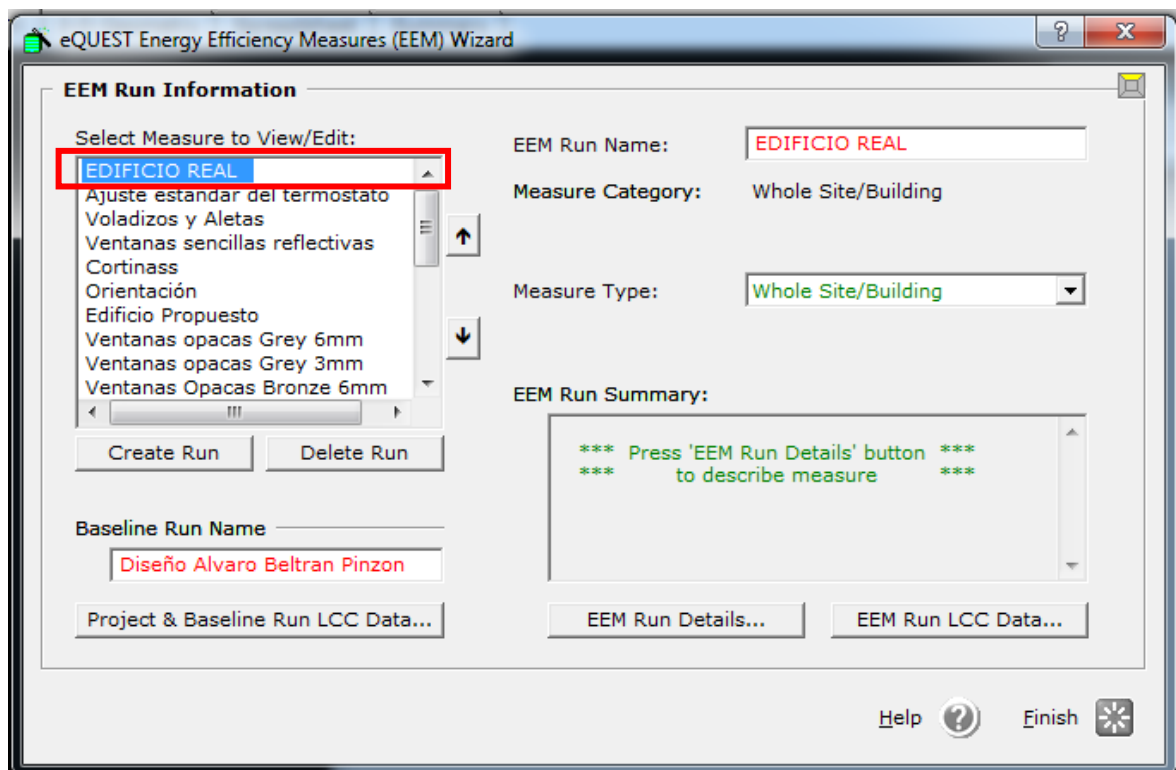 eQUEST Energy Efficiency Measures (EEM) Wizard
EEM Run Information
Select Measure to View/Edit:
EDIFICIO REAL
Ajuste estandar del termostato
Voladizos y Aletas
Ventanas sencillas reflectivas
Cortinass
Orientación
Edificio Propuesto
Ventanas opacas Grey 6mm
Ventanas opacas Grey 3mm
Ventanas Opacas Bronze 6mm
Create Run Delete Run
Baseline Run Name
Diseño Alvaro Beltran Pinzon
Project & Baseline Run LCC Data...
EEM Run Name: EDIFICIO REAL
Measure Category: Whole Site/Building
Measure Type: Whole Site/Building
EEM Run Summary:
*** Press 'EEM Run Details' button ***
*** to describe measure ***
EEM Run Details... EEM Run LCC Data...
Help ? Finish